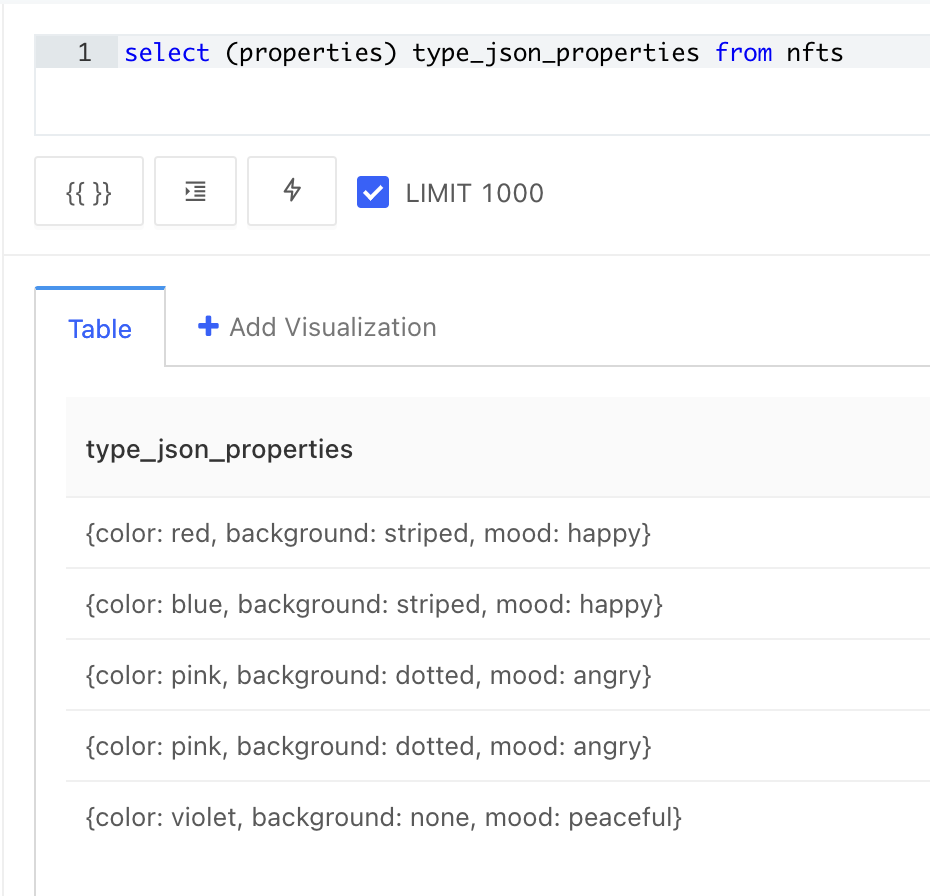 1 select (properties) type_json_properties from nfts
{{ }} LIMIT 1000
Table + Add Visualization
type_json_properties
{color: red, background: striped, mood: happy}
{color: blue, background: striped, mood: happy}
{color: pink, background: dotted, mood: angry}
{color: pink, background: dotted, mood: angry}
{color: violet, background: none, mood: peaceful}